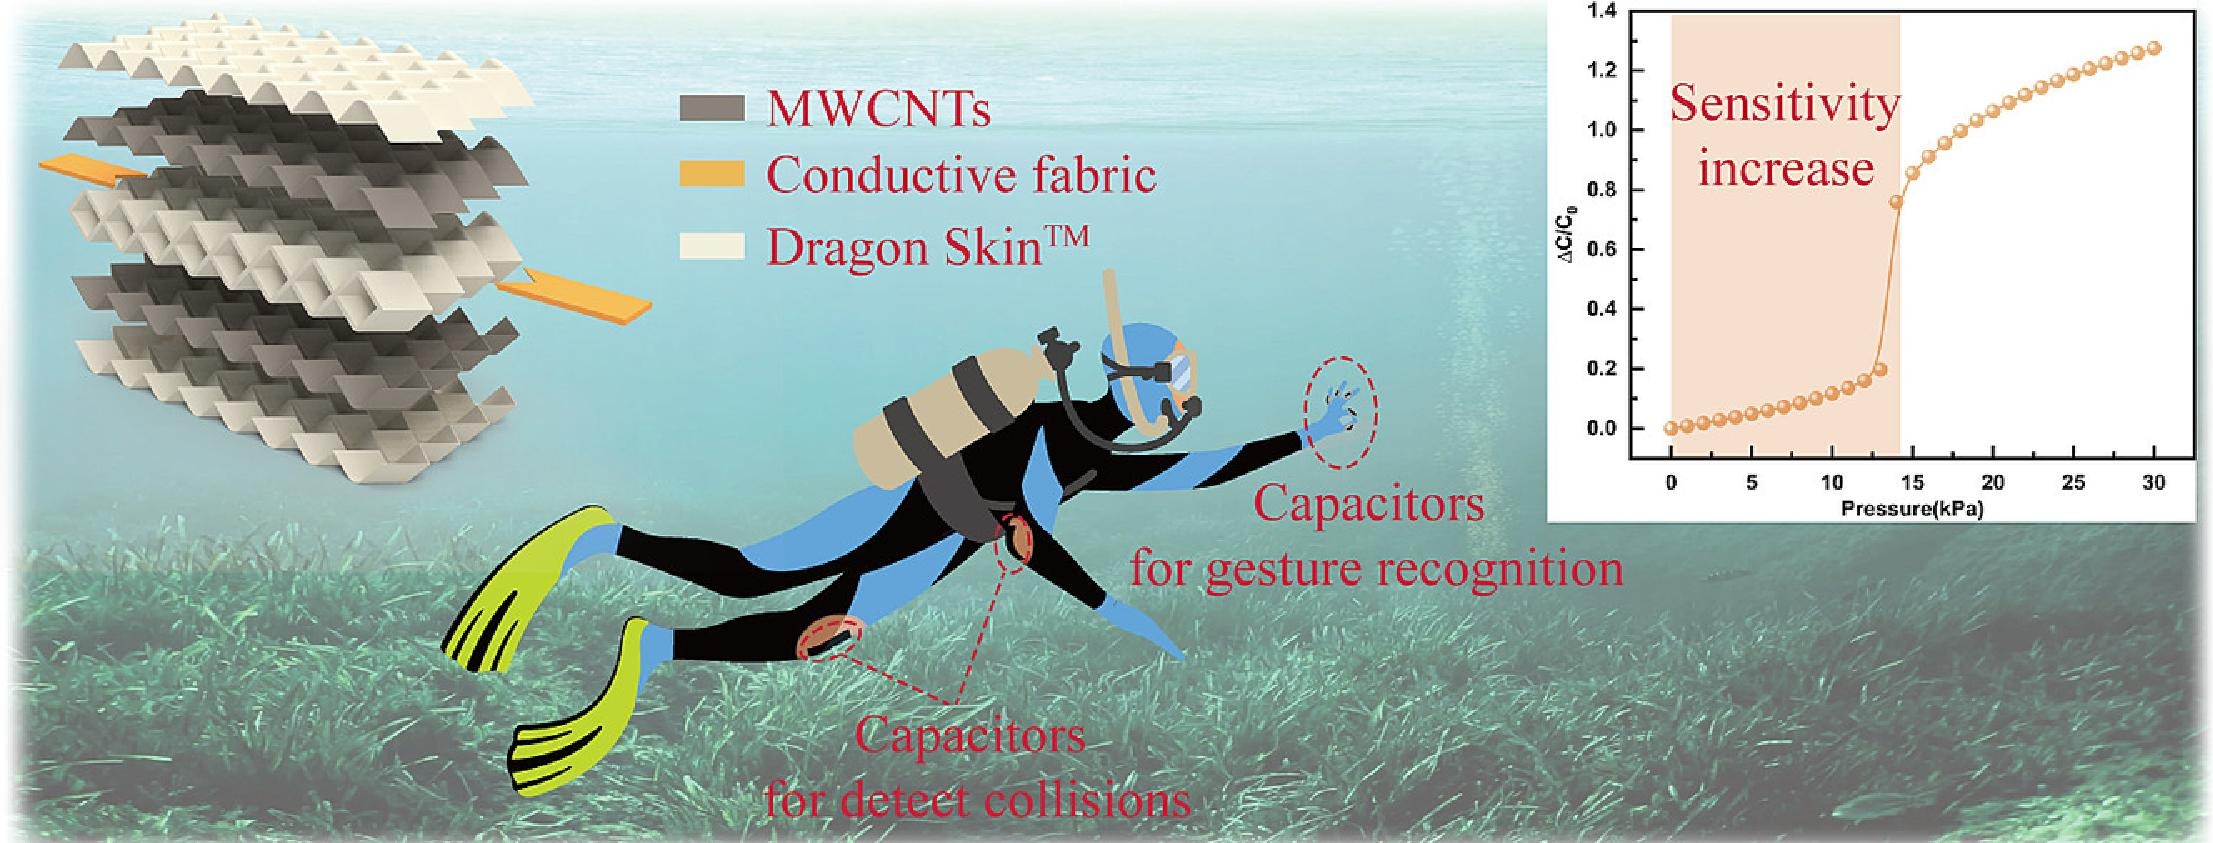 MWCNTs
Conductive fabric
Dragon Skin™
Capacitors
for gesture recognition
Capacitors
for detect collisions
Sensitivity
increase
ΔC/C₀
1.4
1.2
1.0
0.8
0.6
0.4
0.2
0.0
0 5 10 15 20 25 30
Pressure(kPa)